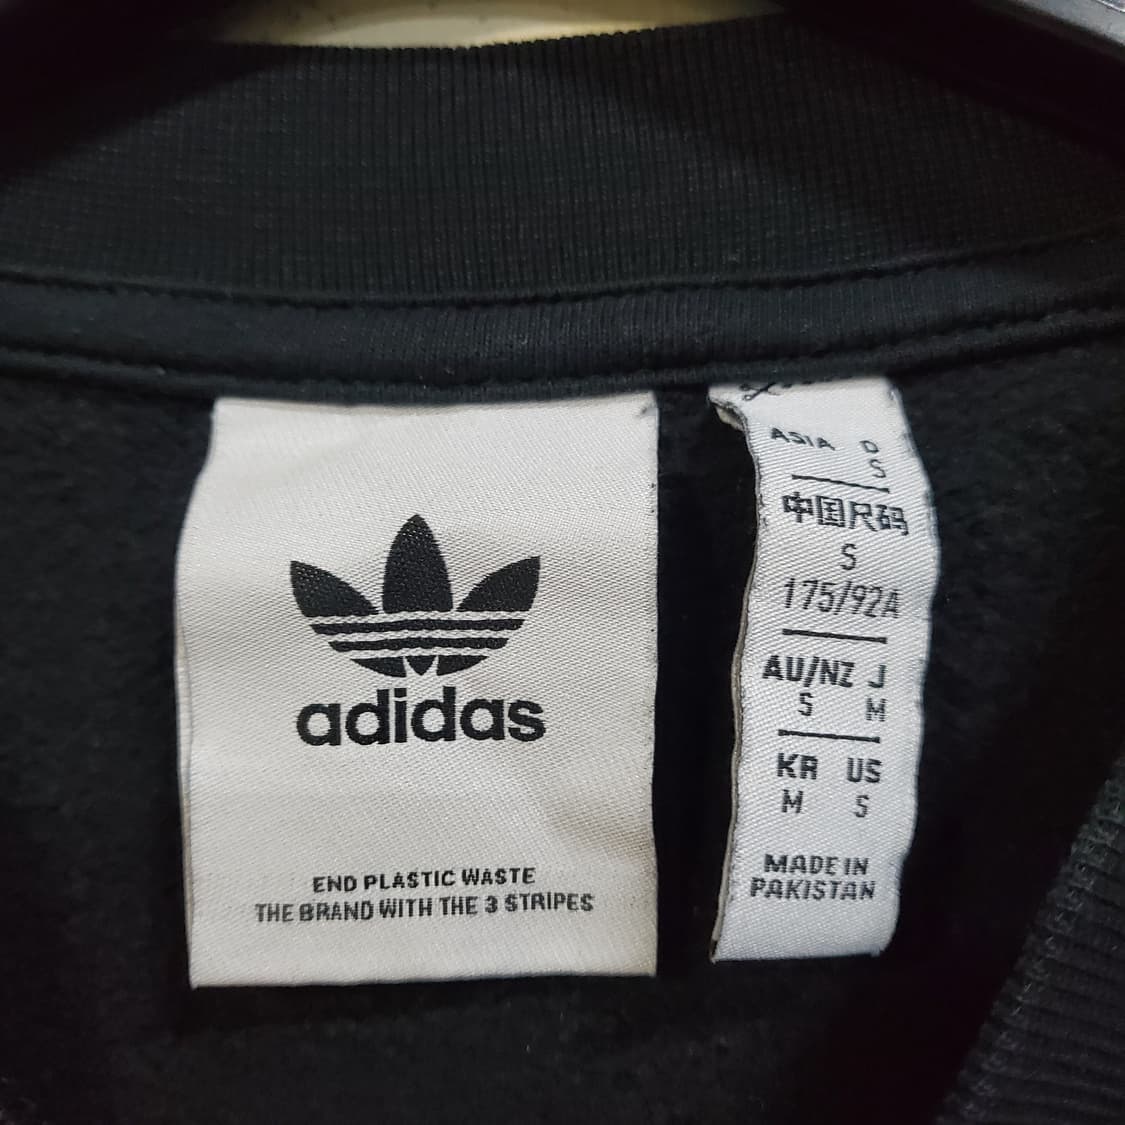 adidas
END PLASTIC WASTE
THE BRAND WITH THE 3 STRIPES
ASIA D
S
中国尺码
S
175/92A
AU/NZ J
S M
KR US
M S
MADE IN
PAKISTAN